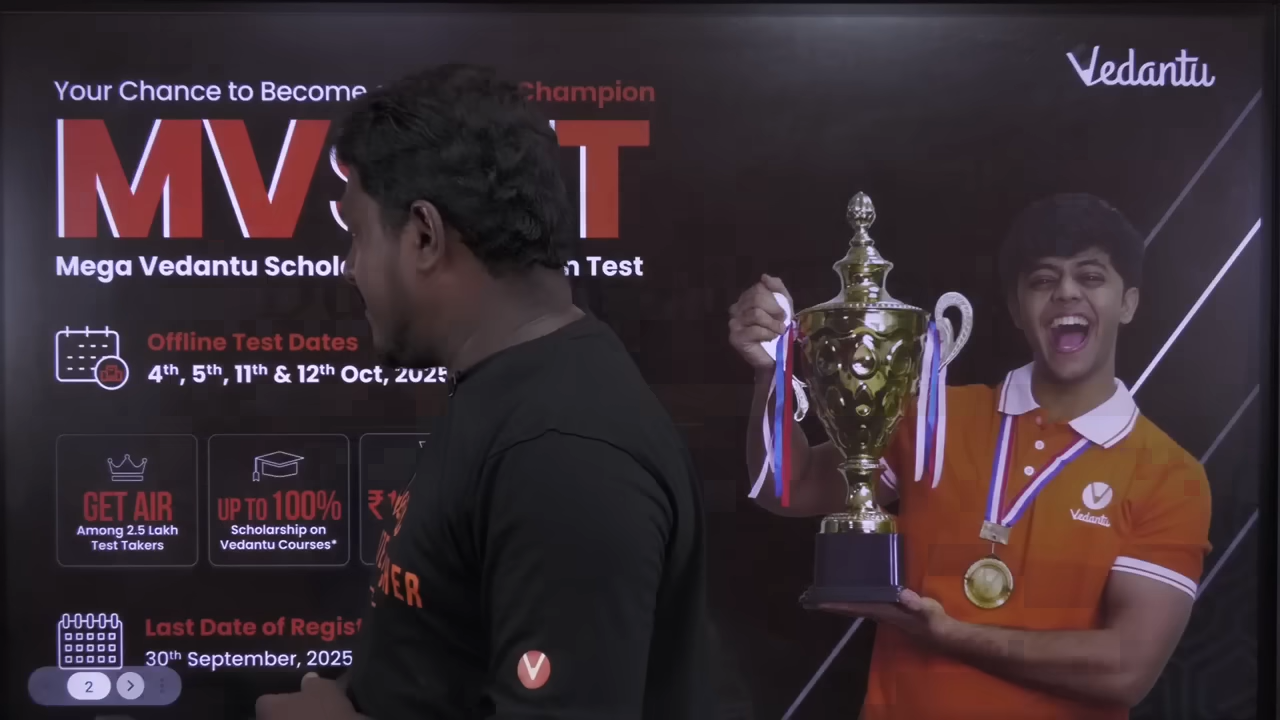 Vedantu
Your Chance to Become Champion
MV T
Mega Vedantu Test
Offline Test Dates
4th, 5th, 11th & 12th Oct, 2025
GET AIR
Among 2.5 Lakh
Test Takers
UP TO 100%
Scholarship on
Vedantu Courses*
₹
Vedantu
Last Date of
30th September, 2025
2